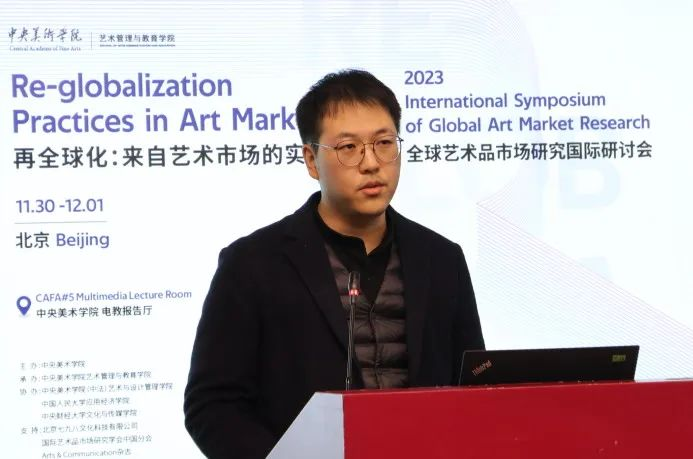 中央美術学院
Central Academy of Fine Arts
艺术管理与教育学院
Re-globalization
Practices in Art Mark
再全球化：来自艺术市场的实
2023
International Symposium
of Global Art Market Research
全球艺术品市场研究国际研讨会
11.30 -12.01
北京 Beijing
CAFA#5 Multimedia Lecture Room
中央美术学院 电教报告厅
主 办：中央美术学院
承 办：中央美术学院艺术管理与教育学院
协 办：中央美术学院(中法)艺术与设计管理学院
中国人民大学应用经济学院
中央财经大学文化与传媒学院
支 持：北京七九八文化科技有限公司
国际艺术品市场研究学会中国分会
Arts & Communication杂志
ThinkPad